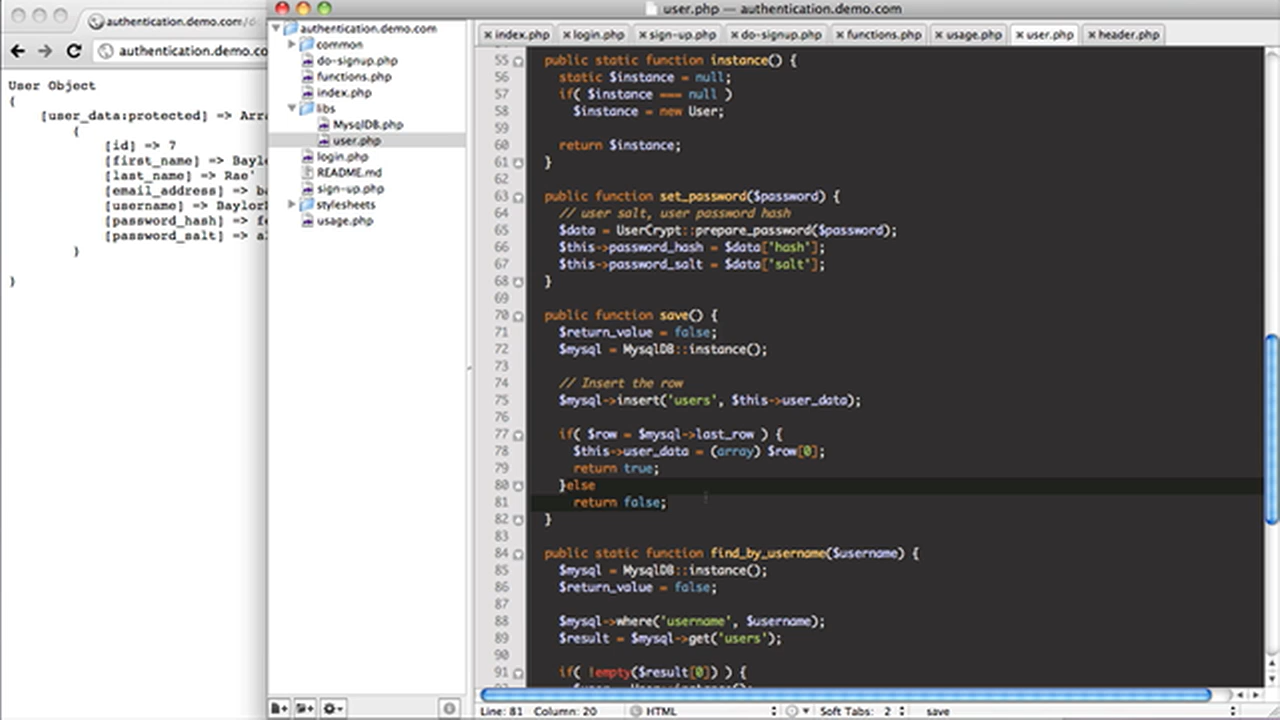 user.php — authentication.demo.com
authentication.demo.com/d
authentication.demo.co
User Object
{
[user_data:protected] => Arra
{
[id] => 7
[first_name] => Baylo
[last_name] => Rae'
[email_address] => ba
[username] => Baylor
[password_hash] => fe
[password_salt] => a
}
}
authentication.demo.com
common
do-signup.php
functions.php
index.php
libs
MysqlDB.php
user.php
login.php
README.md
sign-up.php
stylesheets
usage.php
index.php login.php sign-up.php do-signup.php functions.php usage.php user.php header.php
55 public static function instance() {
56 static $instance = null;
57 if( $instance === null )
58 $instance = new User;
59
60 return $instance;
61 }
62
63 public function set_password($password) {
64 // user salt, user password hash
65 $data = UserCrypt::prepare_password($password);
66 $this->password_hash = $data['hash'];
67 $this->password_salt = $data['salt'];
68 }
69
70 public function save() {
71 $return_value = false;
72 $mysql = MysqlDB::instance();
73
74 // Insert the row
75 $mysql->insert('users', $this->user_data);
76
77 if( $row = $mysql->last_row ) {
78 $this->user_data = (array) $row[0];
79 return true;
80 }else
81 return false;
82 }
83
84 public static function find_by_username($username) {
85 $mysql = MysqlDB::instance();
86 $return_value = false;
87
88 $mysql->where('username', $username);
89 $result = $mysql->get('users');
90
91 if( !empty($result[0]) ) {
Line: 81 Column: 20 HTML Soft Tabs: 2 save